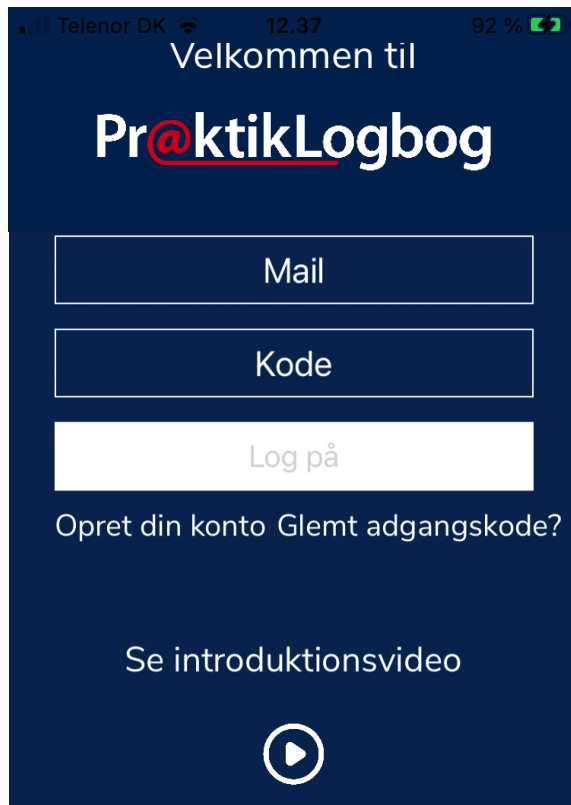 Telenor DK 12.37 92 %
Velkommen til
Pr@ktikLogbog
Mail
Kode
Log på
Opret din konto Glemt adgangskode?
Se introduktionsvideo